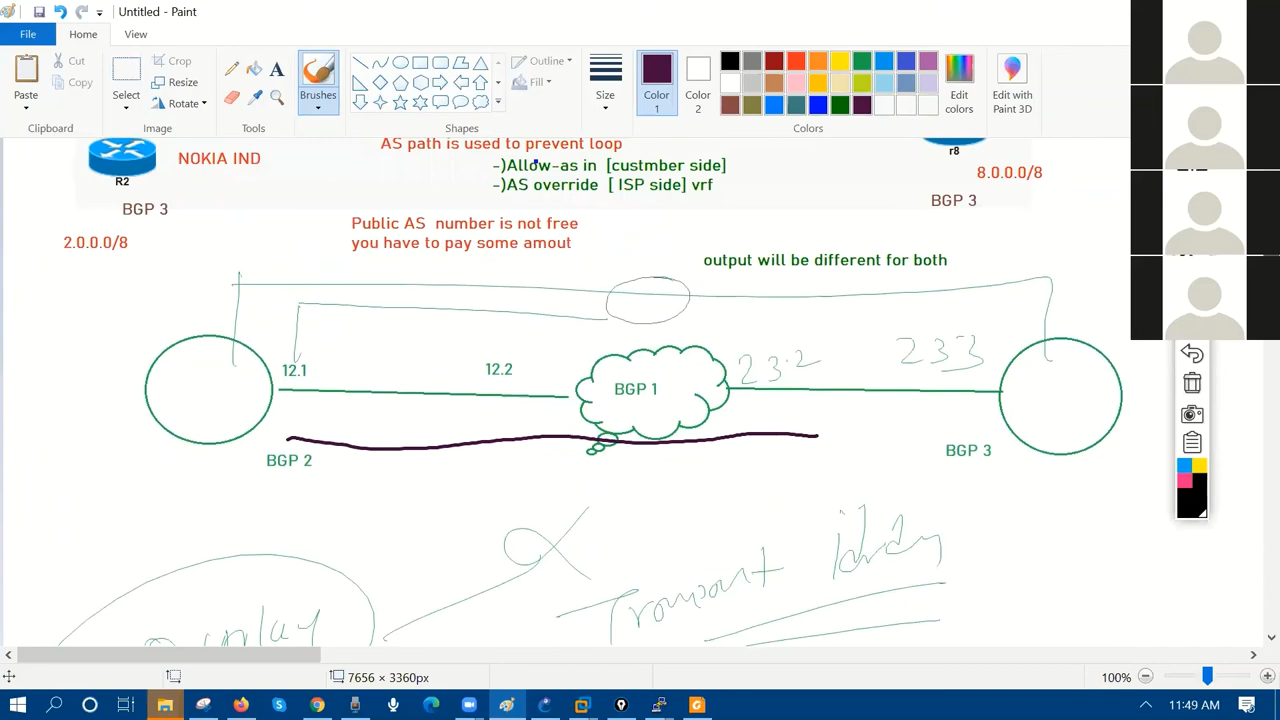 Untitled - Paint
File
Home
View
Paste
Cut
Copy
Clipboard
Select
Crop
Resize
Rotate
Image
Tools
Brushes
Shapes
Outline
Fill
Size
Color
1
Color
2
Edit
colors
Edit with
Paint 3D
Colors
AS path is used to prevent loop
-)Allow-as in [custmber side]
-)AS override [ ISP side] vrf
R2
NOKIA IND
BGP 3
2.0.0.0/8
r8
8.0.0.0/8
BGP 3
Public AS number is not free
you have to pay some amout
output will be different for both
12.1
12.2
BGP 1
23.2
233
BGP 2
BGP 3
7656 × 3360px
100%
11:49 AM